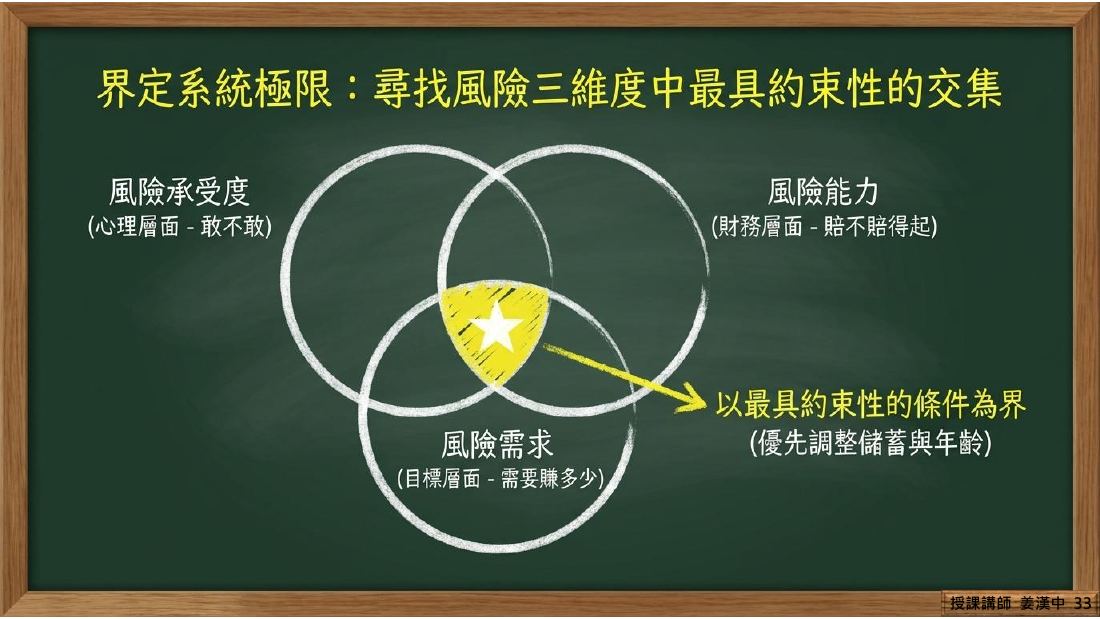 界定系統極限：尋找風險三維度中最具約束性的交集
風險承受度
(心理層面 - 敢不敢)
風險能力
(財務層面 - 賠不賠得起)
以最具約束性的條件為界
(優先調整儲蓄與年齡)
風險需求
(目標層面 - 需要賺多少)
授課講師 姜漢中 33